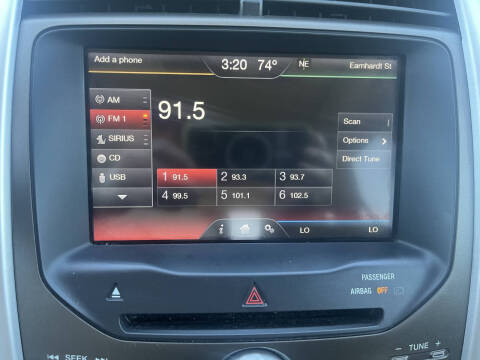 Add a phone
3:20 74°
NE
Earnhardt St
AM
FM 1
SIRIUS
CD
USB
91.5
Scan
Options
Direct Tune
1 91.5 2 93.3 3 93.7
4 99.5 5 101.1 6 102.5
i
LO LO
PASSENGER
AIRBAG OFF
SEEK
- TUNE +